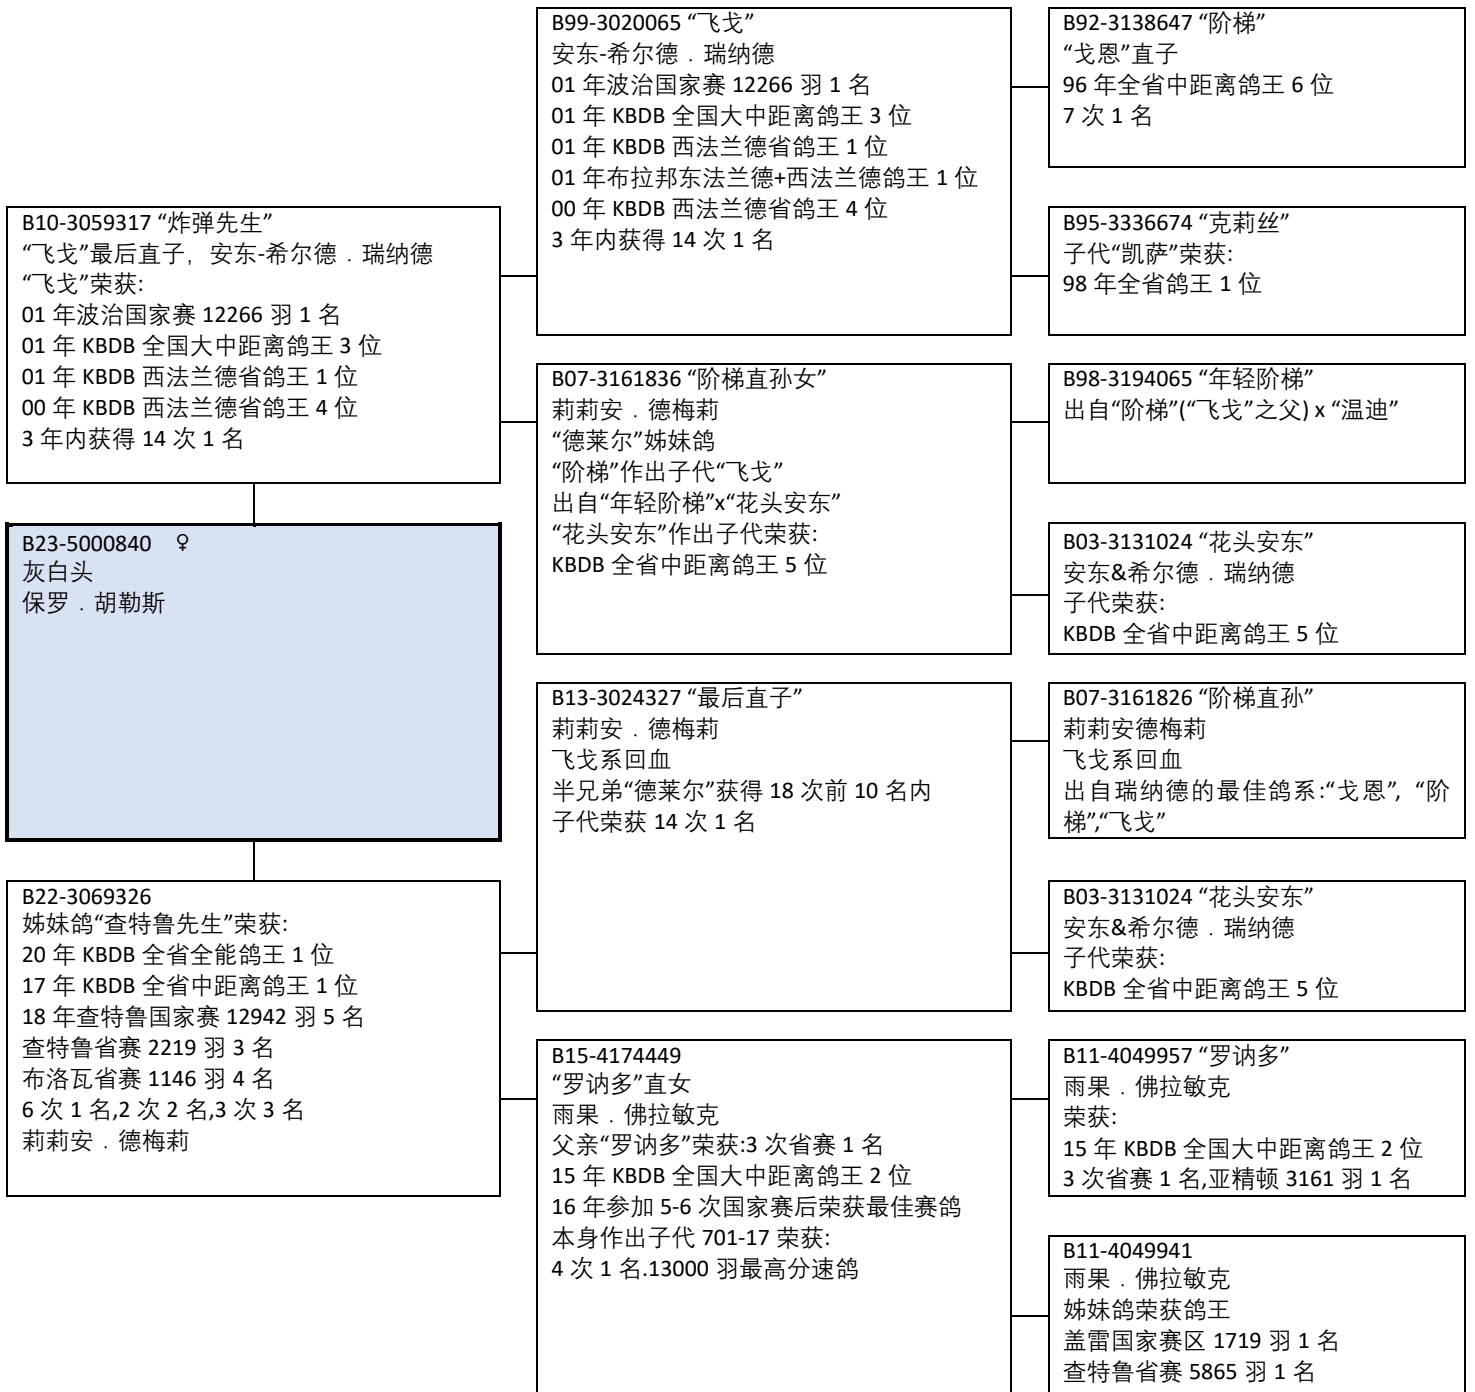 B10-3059317 “炸弹先生”
“飞戈”最后直子，安东-希尔德．瑞纳德
“飞戈”荣获:
01 年波治国家赛 12266 羽 1 名
01 年 KBDB 全国大中距离鸽王 3 位
01 年 KBDB 西法兰德省鸽王 1 位
00 年 KBDB 西法兰德省鸽王 4 位
3 年内获得 14 次 1 名
B23-5000840 ♀
灰白头
保罗．胡勒斯
B22-3069326
姊妹鸽“查特鲁先生”荣获:
20 年 KBDB 全省全能鸽王 1 位
17 年 KBDB 全省中距离鸽王 1 位
18 年查特鲁国家赛 12942 羽 5 名
查特鲁省赛 2219 羽 3 名
布洛瓦省赛 1146 羽 4 名
6 次 1 名,2 次 2 名,3 次 3 名
莉莉安．德梅莉
B99-3020065 “飞戈”
安东-希尔德．瑞纳德
01 年波治国家赛 12266 羽 1 名
01 年 KBDB 全国大中距离鸽王 3 位
01 年 KBDB 西法兰德省鸽王 1 位
01 年布拉邦东法兰德+西法兰德鸽王 1 位
00 年 KBDB 西法兰德省鸽王 4 位
3 年内获得 14 次 1 名
B07-3161836 “阶梯直孙女”
莉莉安．德梅莉
“德莱尔”姊妹鸽
“阶梯”作出子代“飞戈”
出自“年轻阶梯”x“花头安东”
“花头安东”作出子代荣获:
KBDB 全省中距离鸽王 5 位
B13-3024327 “最后直子”
莉莉安．德梅莉
飞戈系回血
半兄弟“德莱尔”获得 18 次前 10 名内
子代荣获 14 次 1 名
B15-4174449
“罗讷多”直女
雨果．佛拉敏克
父亲“罗讷多”荣获:3 次省赛 1 名
15 年 KBDB 全国大中距离鸽王 2 位
16 年参加 5-6 次国家赛后荣获最佳赛鸽
本身作出子代 701-17 荣获:
4 次 1 名.13000 羽最高分速鸽
B92-3138647 “阶梯”
“戈恩”直子
96 年全省中距离鸽王 6 位
7 次 1 名
B95-3336674 “克莉丝”
子代“凯萨”荣获:
98 年全省鸽王 1 位
B98-3194065 “年轻阶梯”
出自“阶梯”(“飞戈”之父) x “温迪”
B03-3131024 “花头安东”
安东&希尔德．瑞纳德
子代荣获:
KBDB 全省中距离鸽王 5 位
B07-3161826 “阶梯直孙”
莉莉安德梅莉
飞戈系回血
出自瑞纳德的最佳鸽系:“戈恩”, “阶
梯”,“飞戈”
B03-3131024 “花头安东”
安东&希尔德．瑞纳德
子代荣获:
KBDB 全省中距离鸽王 5 位
B11-4049957 “罗讷多”
雨果．佛拉敏克
荣获:
15 年 KBDB 全国大中距离鸽王 2 位
3 次省赛 1 名,亚精顿 3161 羽 1 名
B11-4049941
雨果．佛拉敏克
姊妹鸽荣获鸽王
盖雷国家赛区 1719 羽 1 名
查特鲁省赛 5865 羽 1 名